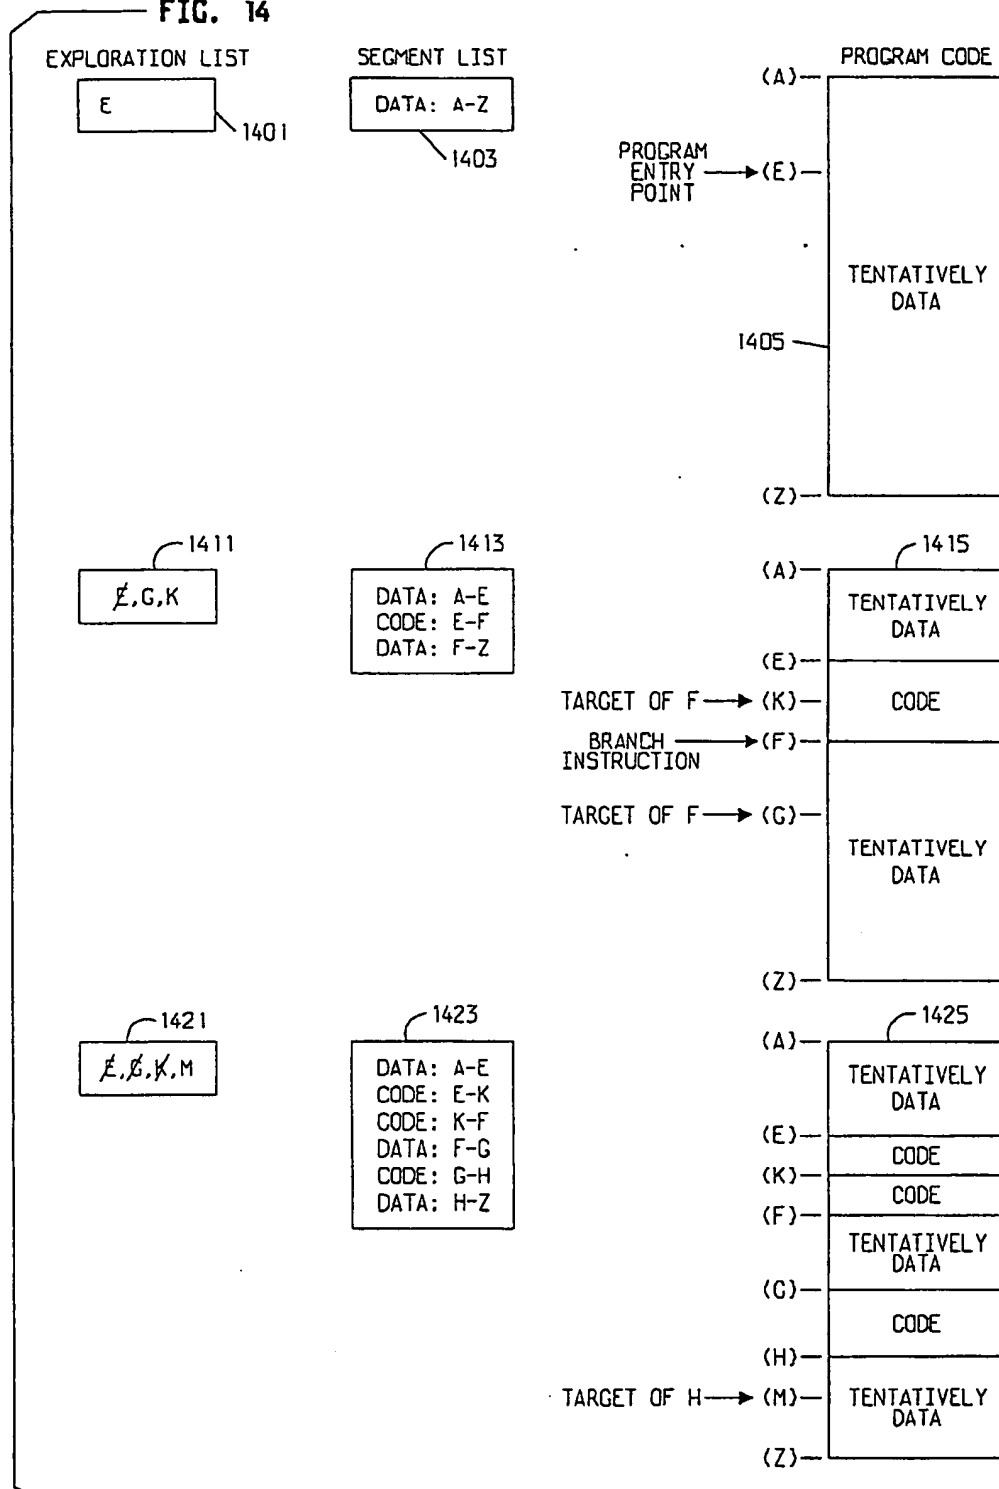 FIG. 14
EXPLORATION LIST
SEGMENT LIST
PROGRAM CODE
E
1401
DATA: A-Z
1403
(A)
PROGRAM
ENTRY
POINT
(E)
TENTATIVELY
DATA
1405
(Z)
1411
E,G,K
1413
DATA: A-E
CODE: E-F
DATA: F-Z
1415
(A)
TENTATIVELY
DATA
(E)
TARGET OF F
(K)
CODE
BRANCH
INSTRUCTION
(F)
TARGET OF F
(G)
TENTATIVELY
DATA
(Z)
1421
E,G,K,M
1423
DATA: A-E
CODE: E-K
CODE: K-F
DATA: F-G
CODE: G-H
DATA: H-Z
1425
(A)
TENTATIVELY
DATA
(E)
CODE
(K)
CODE
(F)
TENTATIVELY
DATA
(G)
CODE
(H)
TARGET OF H
(M)
TENTATIVELY
DATA
(Z)